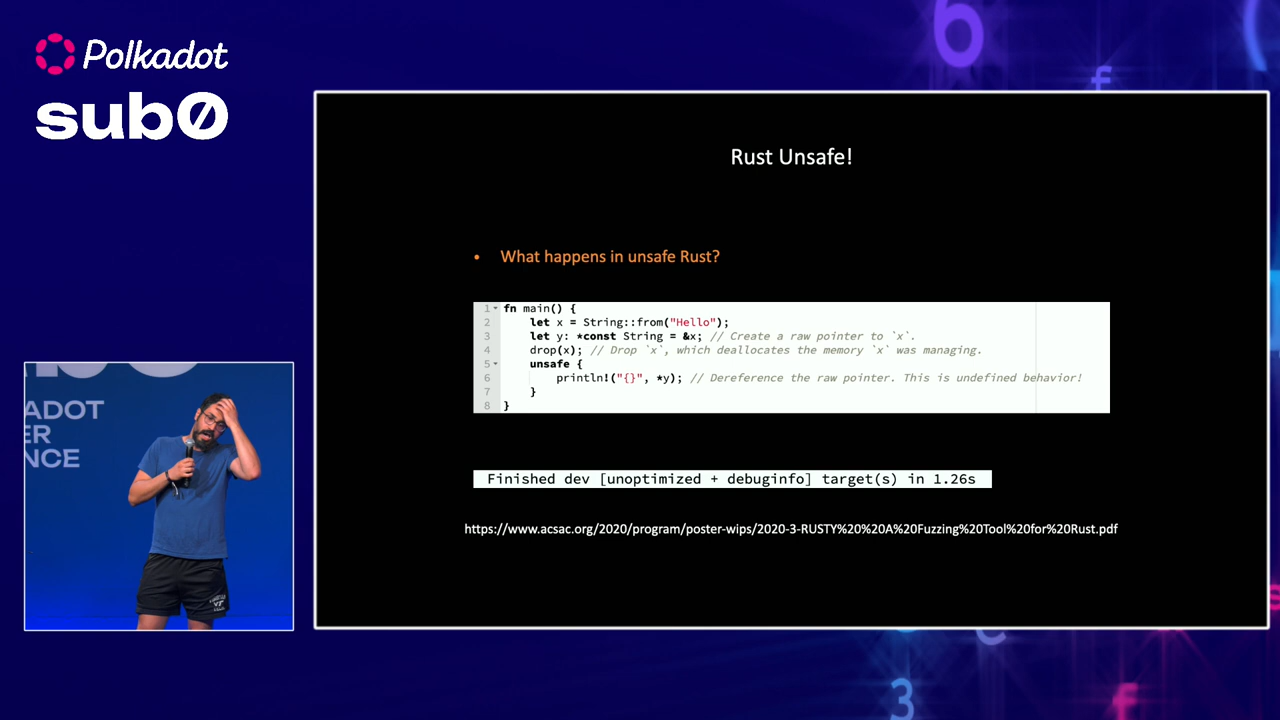 Polkadot
sub0
Rust Unsafe!
• What happens in unsafe Rust?
1 fn main() {
2 let x = String::from("Hello");
3 let y: *const String = &x; // Create a raw pointer to `x`.
4 drop(x); // Drop `x`, which deallocates the memory `x` was managing.
5 unsafe {
6 println!("{}", *y); // Dereference the raw pointer. This is undefined behavior!
7 }
8 }
Finished dev [unoptimized + debuginfo] target(s) in 1.26s
https://www.acsac.org/2020/program/poster-wips/2020-3-RUSTY%20%20A%20Fuzzing%20Tool%20for%20Rust.pdf
ADOT
ER
NCE
6
f
3
f